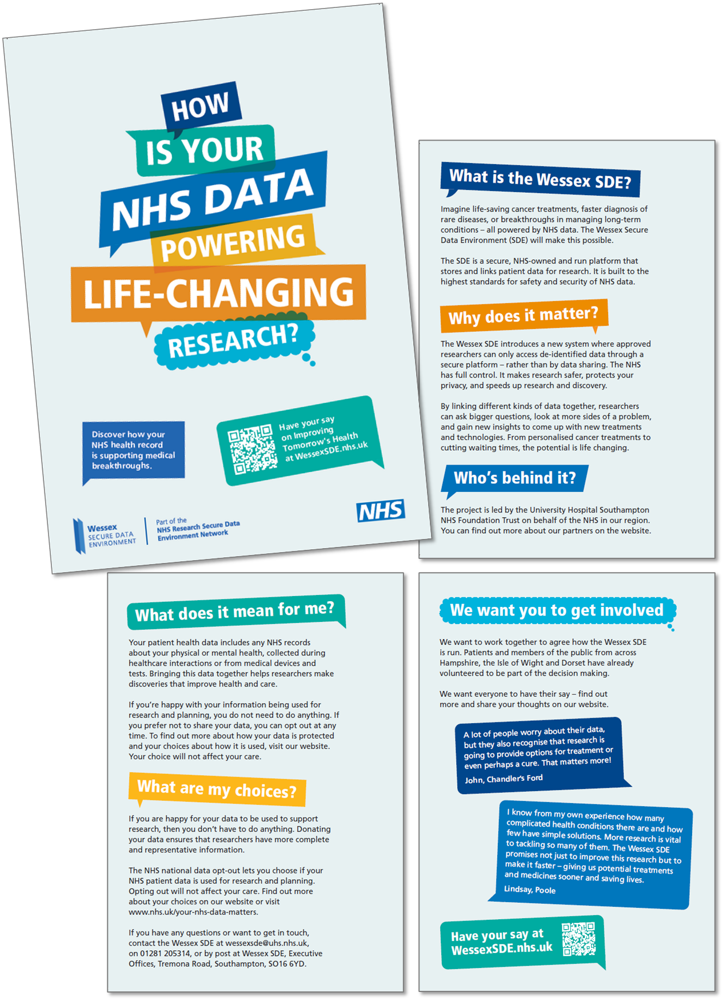 HOW
IS YOUR
NHS DATA
POWERING
LIFE-CHANGING
RESEARCH?
Discover how your
NHS health record
is supporting medical
breakthroughs.
Have your say
on Improving
Tomorrow's Health
at WessexSDE.nhs.uk
Wessex
SECURE DATA
ENVIRONMENT
Part of the
NHS Research Secure Data
Environment Network
NHS
What is the Wessex SDE?
Imagine life-saving cancer treatments, faster diagnosis of
rare diseases, or breakthroughs in managing long-term
conditions – all powered by NHS data. The Wessex Secure
Data Environment (SDE) will make this possible.
The SDE is a secure, NHS-owned and run platform that
stores and links patient data for research. It is built to the
highest standards for safety and security of NHS data.
Why does it matter?
The Wessex SDE introduces a new system where approved
researchers can only access de-identified data through a
secure platform – rather than by data sharing. The NHS
has full control. It makes research safer, protects your
privacy, and speeds up research and discovery.
By linking different kinds of data together, researchers
can ask bigger questions, look at more sides of a problem,
and gain new insights to come up with new treatments
and technologies. From personalised cancer treatments to
cutting waiting times, the potential is life changing.
Who's behind it?
The project is led by the University Hospital Southampton
NHS Foundation Trust on behalf of the NHS in our region.
You can find out more about our partners on the website.
What does it mean for me?
Your patient health data includes any NHS records
about your physical or mental health, collected during
healthcare interactions or from medical devices and
tests. Bringing this data together helps researchers make
discoveries that improve health and care.
If you're happy with your information being used for
research and planning, you do not need to do anything. If
you prefer not to share your data, you can opt out at any
time. To find out more about how your data is protected
and your choices about how it is used, visit our website.
Your choice will not affect your care.
What are my choices?
If you are happy for your data to be used to support
research, then you don't have to do anything. Donating
your data ensures that researchers have more complete
and representative information.
The NHS national data opt-out lets you choose if your
NHS patient data is used for research and planning.
Opting out will not affect your care. Find out more
about your choices on our website or visit
www.nhs.uk/your-nhs-data-matters.
If you have any questions or want to get in touch,
contact the Wessex SDE at wessexsde@uhs.nhs.uk,
on 01281 205314, or by post at Wessex SDE, Executive
Offices, Tremona Road, Southampton, SO16 6YD.
We want you to get involved
We want to work together to agree how the Wessex SDE
is run. Patients and members of the public from across
Hampshire, the Isle of Wight and Dorset have already
volunteered to be part of the decision making.
We want everyone to have their say – find out
more and share your thoughts on our website.
A lot of people worry about their data,
but they also recognise that research is
going to provide options for treatment or
even perhaps a cure. That matters more!
John, Chandler's Ford
I know from my own experience how many
complicated health conditions there are and how
few have simple solutions. More research is vital
to tackling so many of them. The Wessex SDE
promises not just to improve this research but to
make it faster – giving us potential treatments
and medicines sooner and saving lives.
Lindsay, Poole
Have your say at
WessexSDE.nhs.uk